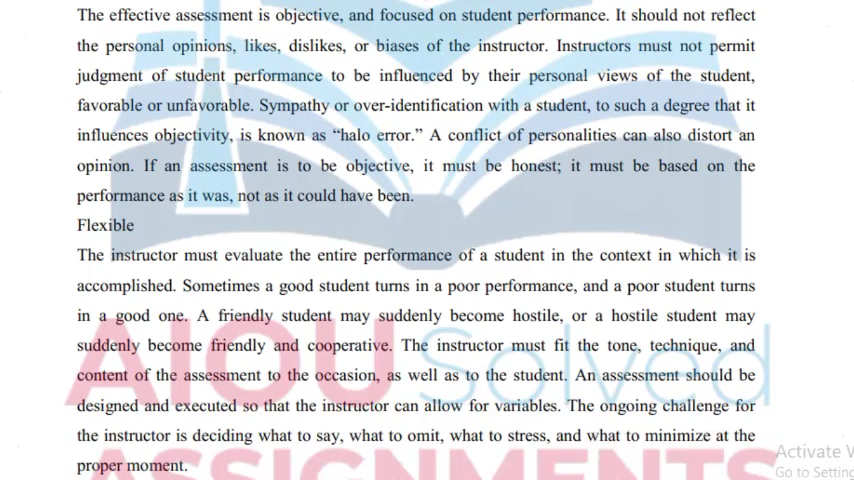 The effective assessment is objective, and focused on student performance. It should not reflect
the personal opinions, likes, dislikes, or biases of the instructor. Instructors must not permit
judgment of student performance to be influenced by their personal views of the student,
favorable or unfavorable. Sympathy or over-identification with a student, to such a degree that it
influences objectivity, is known as “halo error.” A conflict of personalities can also distort an
opinion. If an assessment is to be objective, it must be honest; it must be based on the
performance as it was, not as it could have been.
Flexible
The instructor must evaluate the entire performance of a student in the context in which it is
accomplished. Sometimes a good student turns in a poor performance, and a poor student turns
in a good one. A friendly student may suddenly become hostile, or a hostile student may
suddenly become friendly and cooperative. The instructor must fit the tone, technique, and
content of the assessment to the occasion, as well as to the student. An assessment should be
designed and executed so that the instructor can allow for variables. The ongoing challenge for
the instructor is deciding what to say, what to omit, what to stress, and what to minimize at the
proper moment.
AIOU Solved
ASSIGNMENTS
Activate
Go to Setting